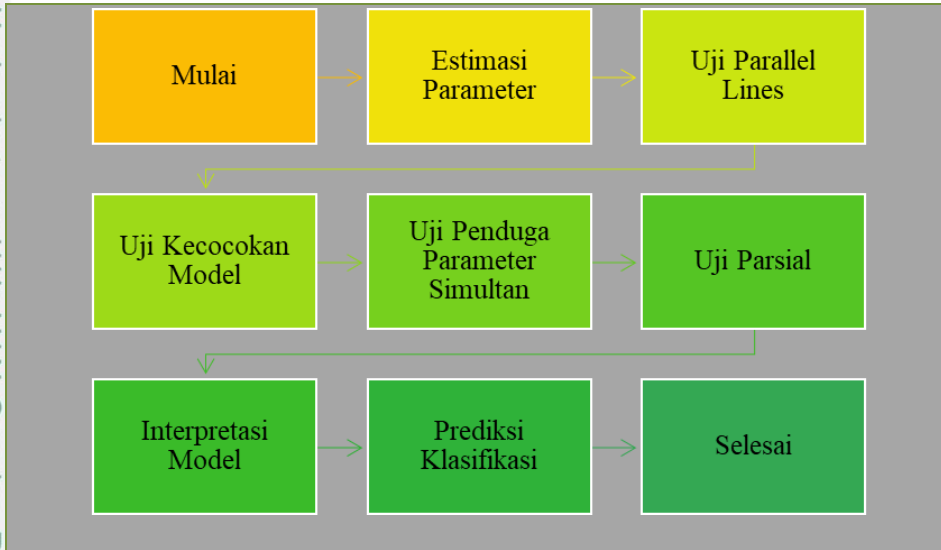 Mulai
Estimasi
Parameter
Uji Parallel
Lines
Uji Kecocokan
Model
Uji Penduga
Parameter
Simultan
Uji Parsial
Interpretasi
Model
Prediksi
Klasifikasi
Selesai